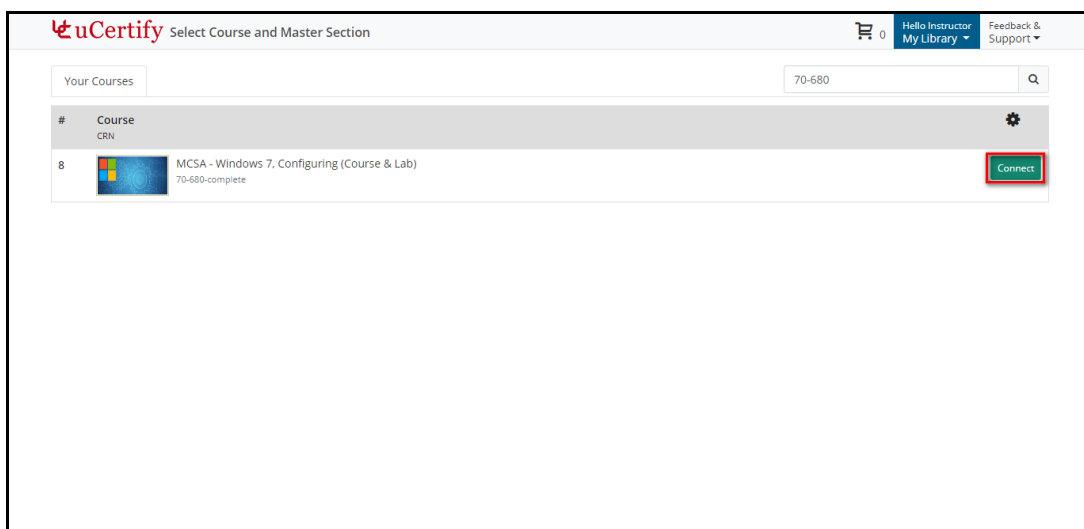 uCertify Select Course and Master Section
0
Hello Instructor
My Library
Feedback &
Support
Your Courses
70-680
# Course
CRN
8 MCSA - Windows 7, Configuring (Course & Lab)
70-680-complete
Connect